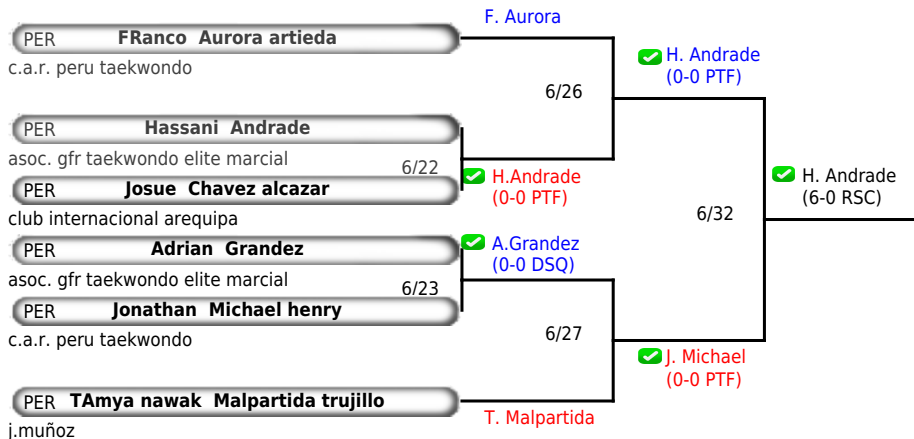 F. Aurora
PER FRanco Aurora artieda
c.a.r. peru taekwondo
H. Andrade
(0-0 PTF)
6/26
PER Hassani Andrade
asoc. gfr taekwondo elite marcial
6/22
PER Josue Chavez alcazar
H.Andrade
(0-0 PTF)
H. Andrade
(6-0 RSC)
club internacional arequipa
6/32
PER Adrian Grandez
A.Grandez
(0-0 DSQ)
asoc. gfr taekwondo elite marcial
6/23
PER Jonathan Michael henry
c.a.r. peru taekwondo
6/27
J. Michael
(0-0 PTF)
PER TAmya nawak Malpartida trujillo
T. Malpartida
j.muñoz